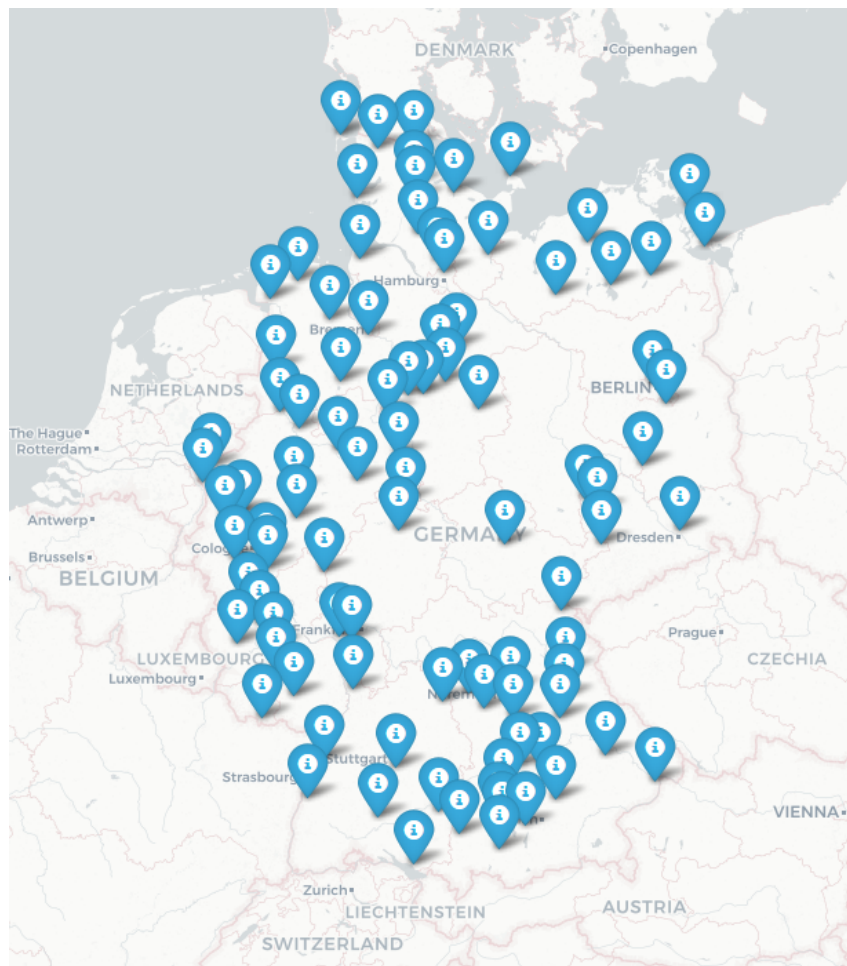 DENMARK
Copenhagen
Hamburg
NETHERLANDS
BERLIN
The Hague
Rotterdam
Antwerp
GERMANY
Dresden
Brussels
BELGIUM
Prague
LUXEMBOURG
CZECHIA
Luxembourg
Stuttgart
Strasbourg
VIENNA
Zurich
LIECHTENSTEIN
AUSTRIA
SWITZERLAND